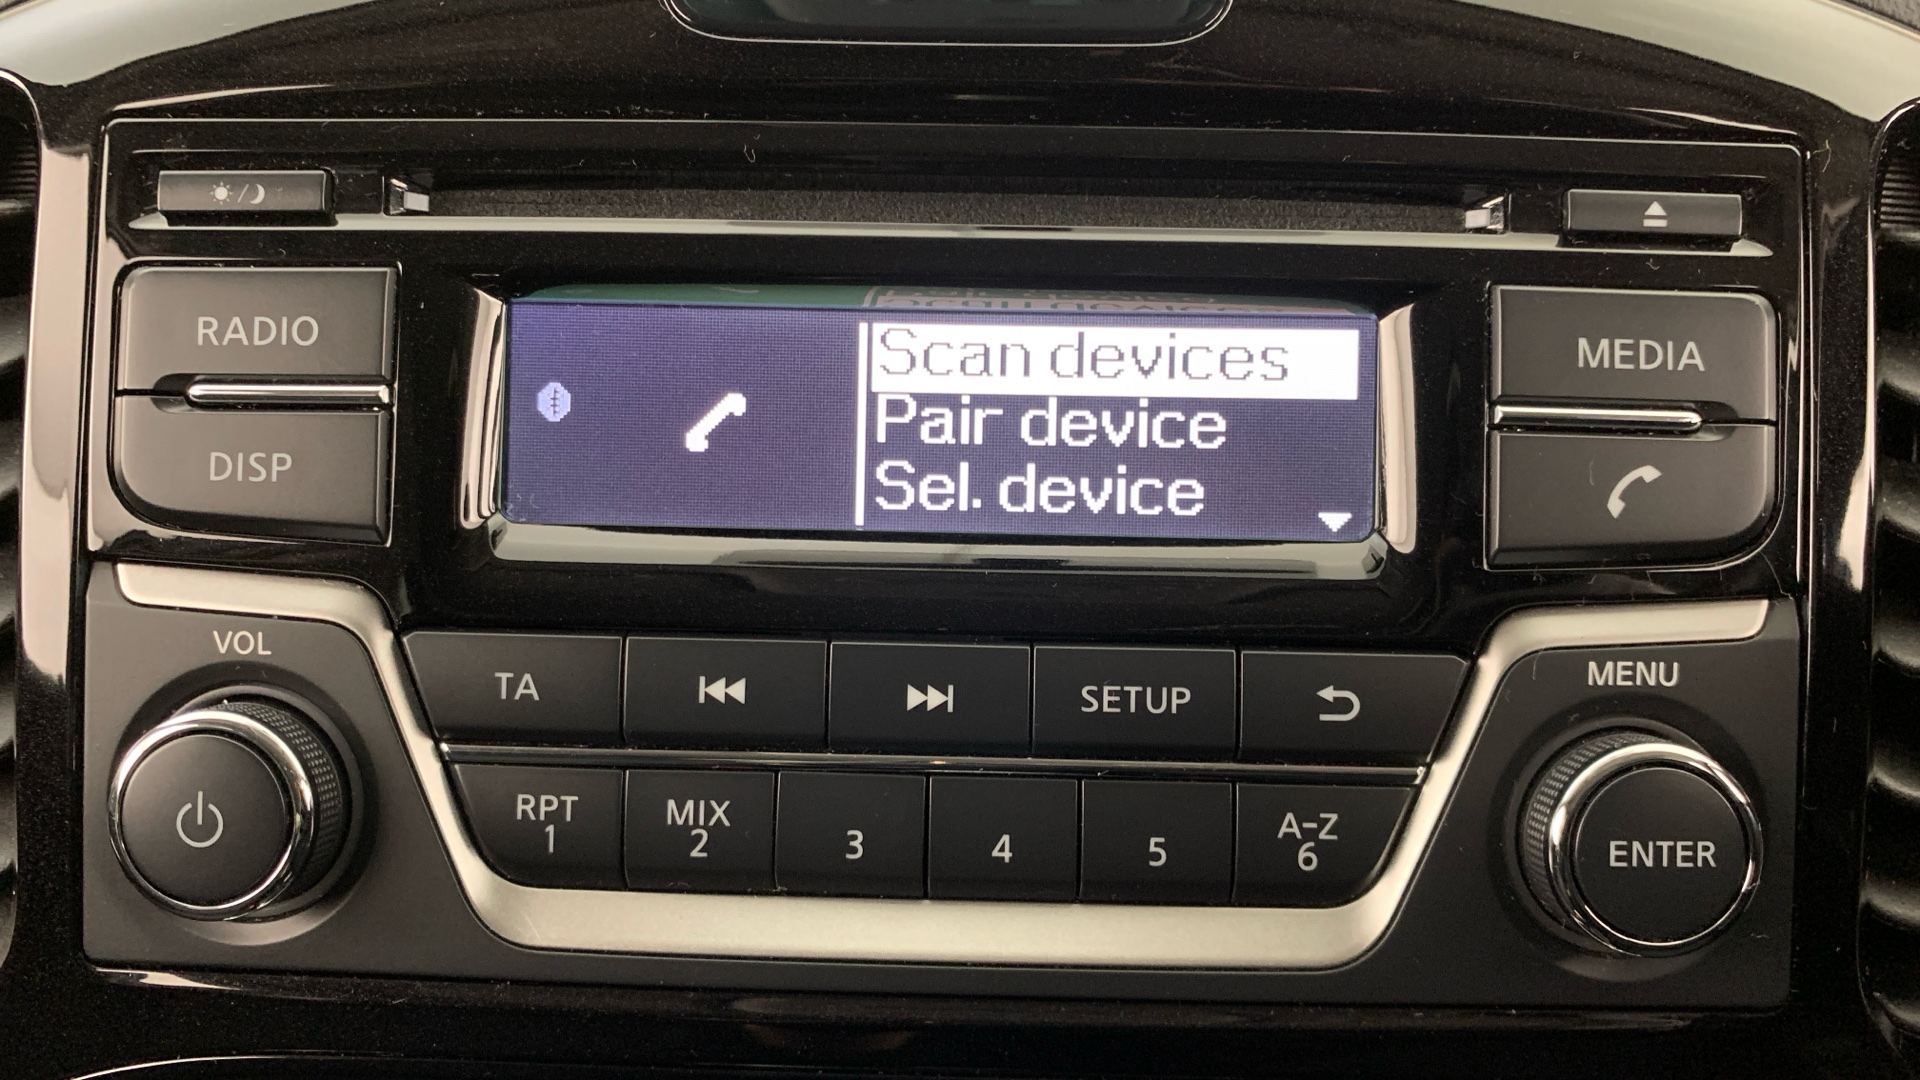 RADIO
DISP
Scan devices
Pair device
Sel. device
MEDIA
VOL
TA
SETUP
MENU
RPT
1
MIX
2
3
4
5
A-Z
6
ENTER